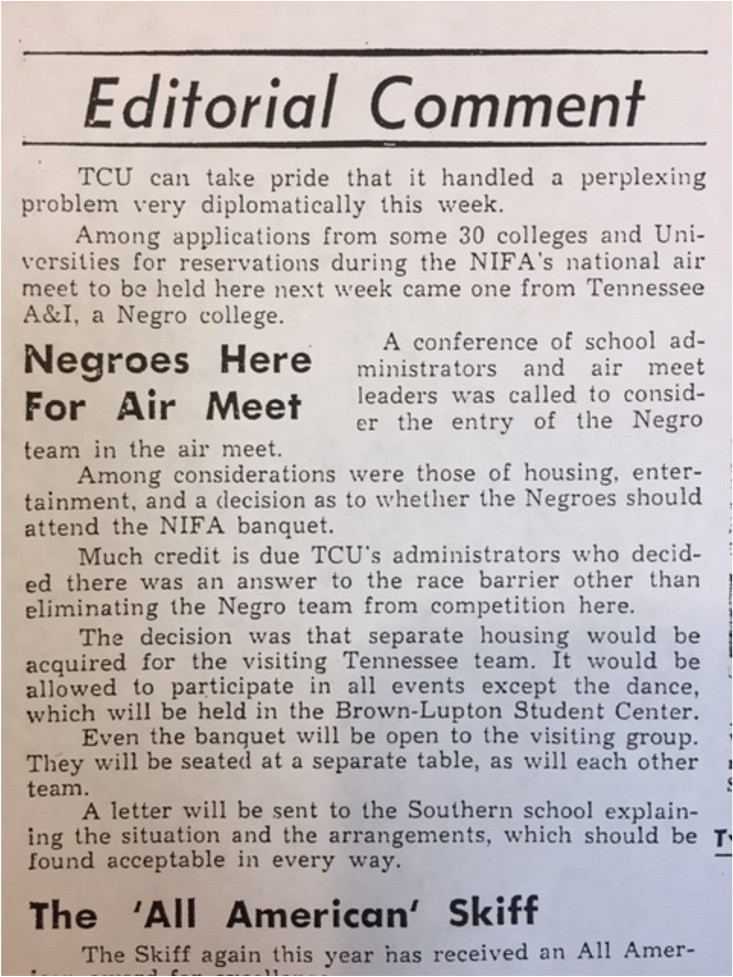 Editorial Comment
TCU can take pride that it handled a perplexing
problem very diplomatically this week.
Among applications from some 30 colleges and Uni-
versities for reservations during the NIFA's national air
meet to be held here next week came one from Tennessee
A&I, a Negro college.
Negroes Here
For Air Meet
A conference of school ad-
ministrators and air meet
leaders was called to consid-
er the entry of the Negro
team in the air meet.
Among considerations were those of housing, enter-
tainment, and a decision as to whether the Negroes should
attend the NIFA banquet.
Much credit is due TCU's administrators who decid-
ed there was an answer to the race barrier other than
eliminating the Negro team from competition here.
The decision was that separate housing would be
acquired for the visiting Tennessee team. It would be
allowed to participate in all events except the dance,
which will be held in the Brown-Lupton Student Center.
Even the banquet will be open to the visiting group.
They will be seated at a separate table, as will each other
team.
A letter will be sent to the Southern school explain-
ing the situation and the arrangements, which should be
found acceptable in every way.
The 'All American' Skiff
The Skiff again this year has received an All Amer-